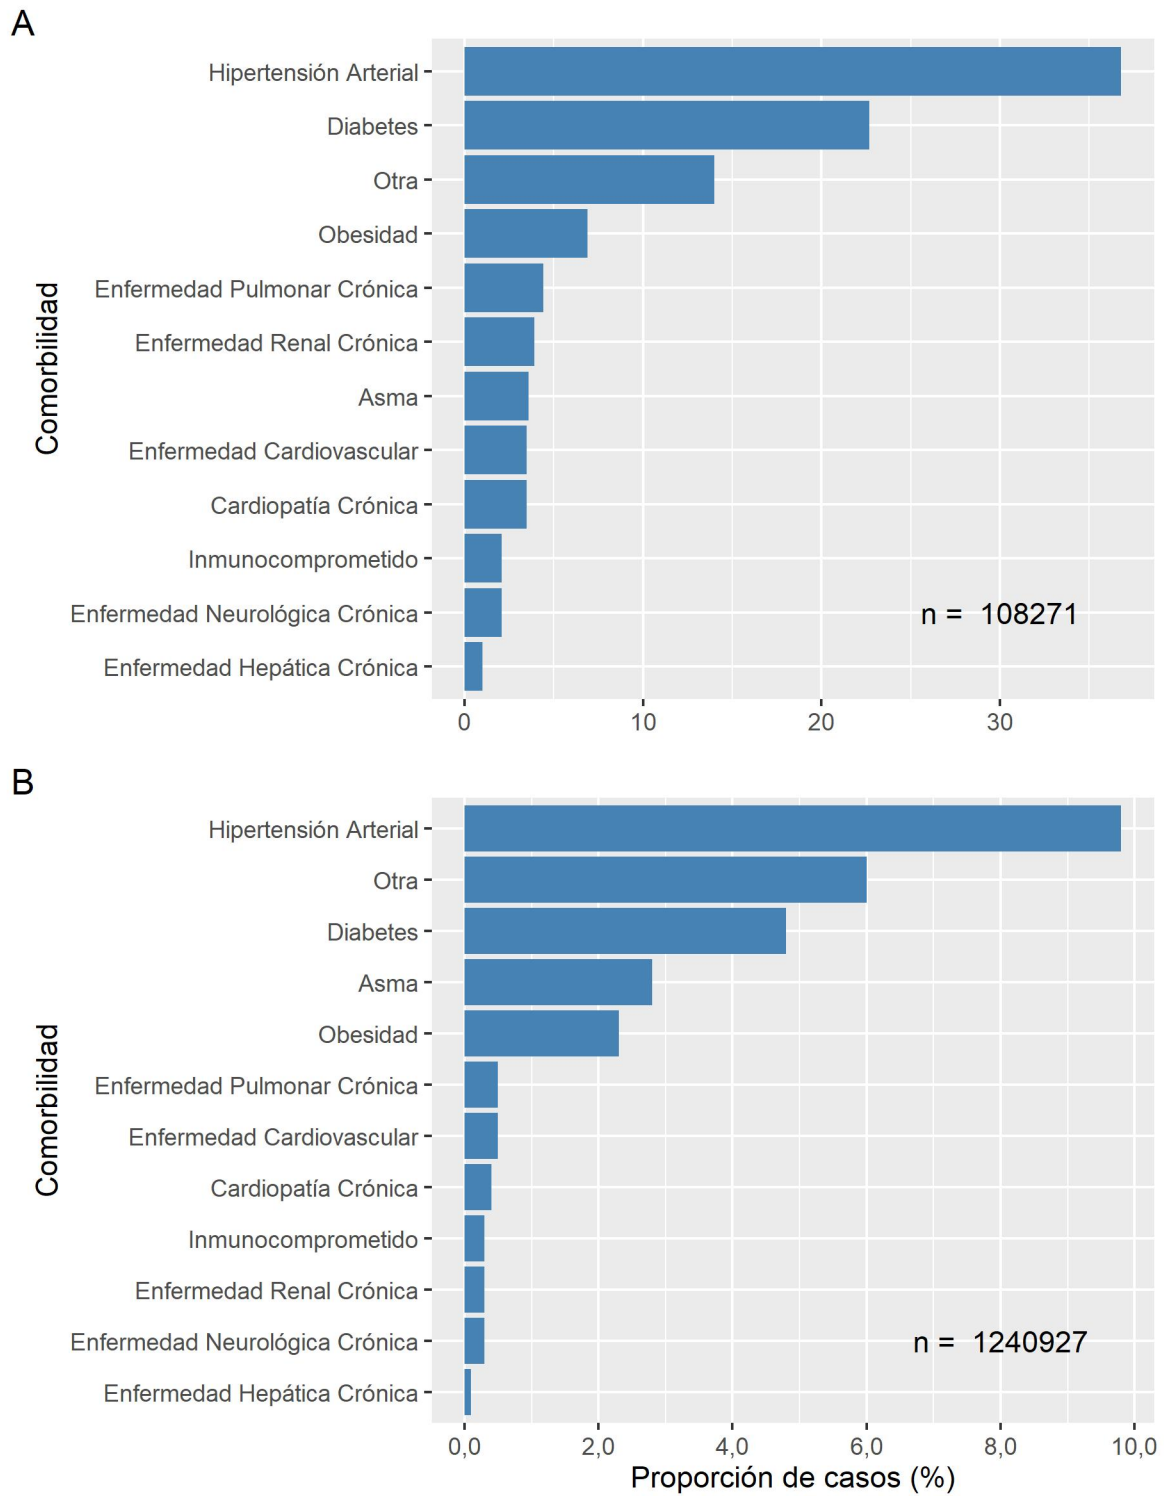 A
Hipertensión Arterial
Diabetes
Otra
Obesidad
Enfermedad Pulmonar Crónica
Enfermedad Renal Crónica
Asma
Enfermedad Cardiovascular
Cardiopatía Crónica
Inmunocomprometido
Enfermedad Neurológica Crónica
Enfermedad Hepática Crónica
Comorbilidad
n = 108271
0 10 20 30
B
Hipertensión Arterial
Otra
Diabetes
Asma
Obesidad
Enfermedad Pulmonar Crónica
Enfermedad Cardiovascular
Cardiopatía Crónica
Inmunocomprometido
Enfermedad Renal Crónica
Enfermedad Neurológica Crónica
Enfermedad Hepática Crónica
Comorbilidad
n = 1240927
0,0 2,0 4,0 6,0 8,0 10,0
Proporción de casos (%)